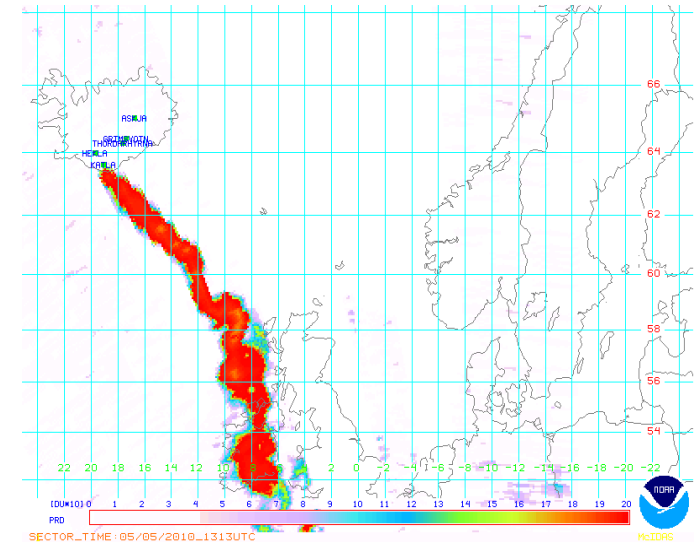 66
ASKJA
GRIMSVOTN
THORDARHYRNA
HEKLA
64
KATLA
62
60
58
56
54
22 20 18 16 14 12 10 8 2 0 -2 -4 -6 -8 -10 -12 -14 -16 -18 -20 -22
[DU*10] 0 1 2 3 4 5 6 7 8 9 10 11 12 13 14 15 16 17 18 19 20
PRD
NOAA
SECTOR_TIME:05/05/2010_1313UTC
McIDAS